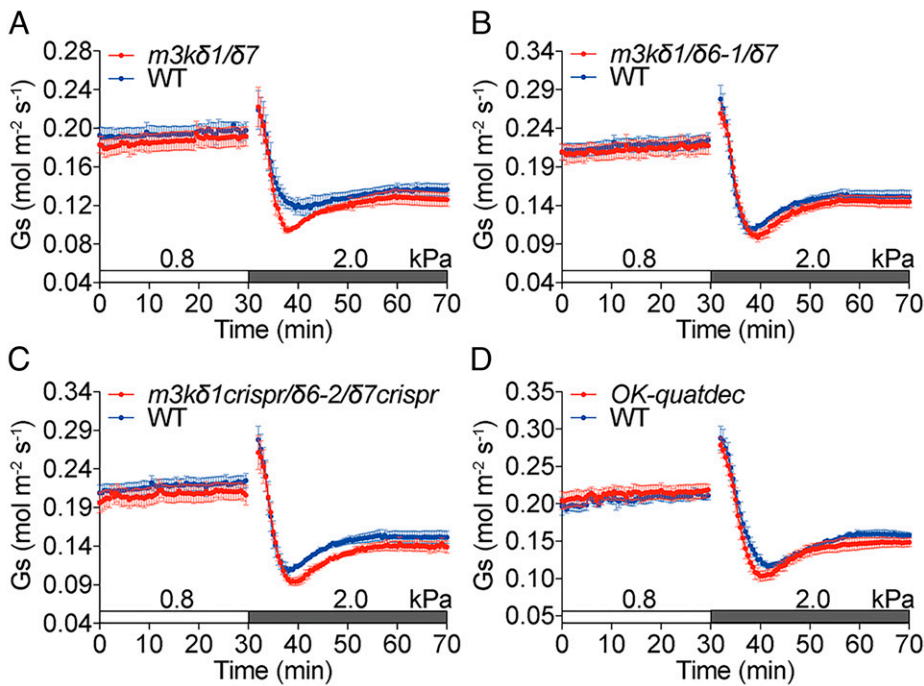 A
m3kδ1/δ7
WT
0.28
0.24
0.20
0.16
0.12
0.08
0.04
Gs (mol m⁻² s⁻¹)
0.8
2.0
kPa
0 10 20 30 40 50 60 70
Time (min)
B
m3kδ1/δ6-1/δ7
WT
0.34
0.29
0.24
0.19
0.14
0.09
0.04
Gs (mol m⁻² s⁻¹)
0.8
2.0
kPa
0 10 20 30 40 50 60 70
Time (min)
C
m3kδ1crispr/δ6-2/δ7crispr
WT
0.34
0.29
0.24
0.19
0.14
0.09
0.04
Gs (mol m⁻² s⁻¹)
0.8
2.0
kPa
0 10 20 30 40 50 60 70
Time (min)
D
OK-quatdec
WT
0.35
0.30
0.25
0.20
0.15
0.10
0.05
Gs (mol m⁻² s⁻¹)
0.8
2.0
kPa
0 10 20 30 40 50 60 70
Time (min)